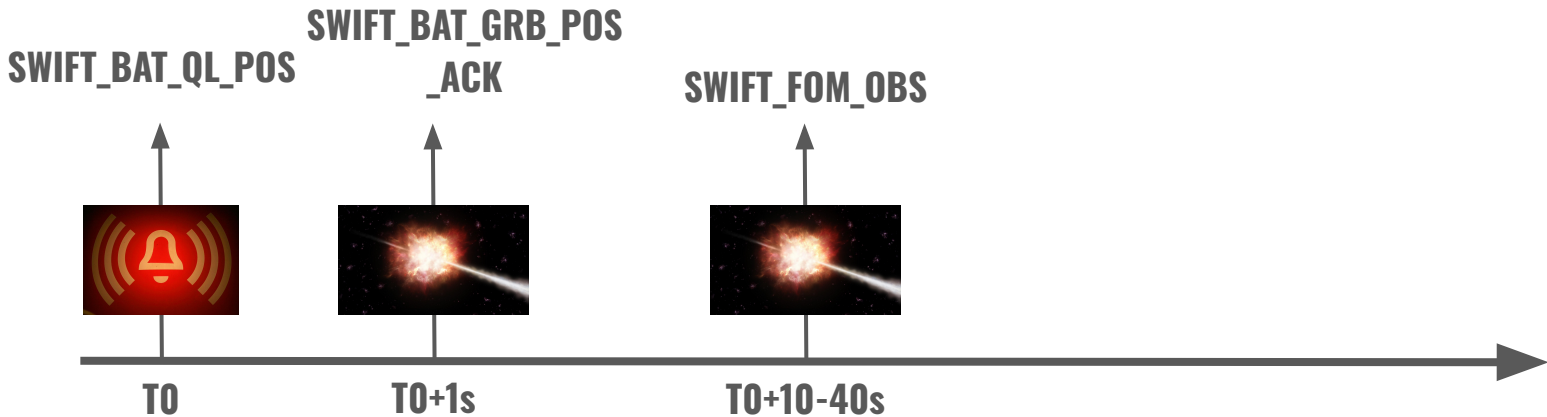 SWIFT_BAT_QL_POS
SWIFT_BAT_GRB_POS
_ACK
SWIFT_FOM_OBS
T0
T0+1s
T0+10-40s